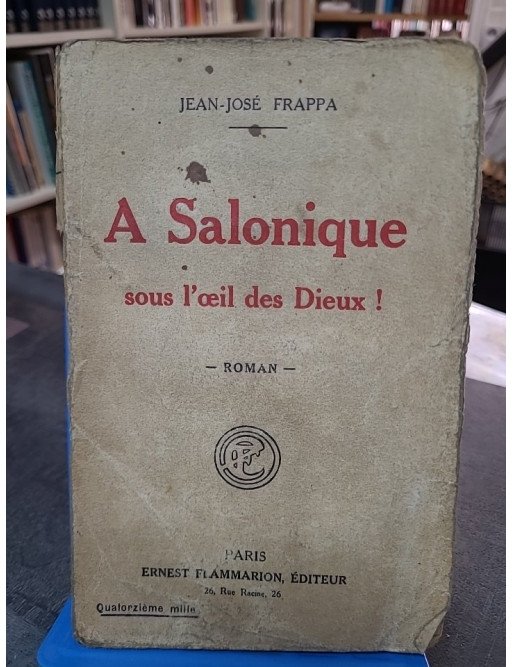 JEAN-JOSÉ FRAPPA
A Salonique
sous l'œil des Dieux !
— ROMAN —
PARIS
ERNEST FLAMMARION, ÉDITEUR
26, Rue Racine, 26
Quatorzième mille